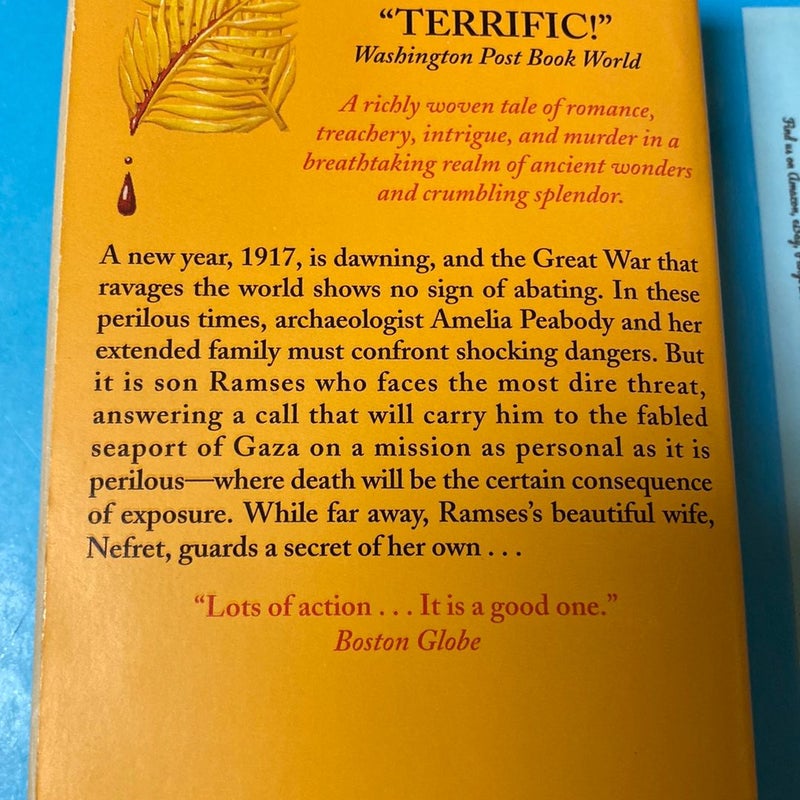 “TERRIFIC!”
Washington Post Book World
A richly woven tale of romance,
treachery, intrigue, and murder in a
breathtaking realm of ancient wonders
and crumbling splendor.
A new year, 1917, is dawning, and the Great War that
ravages the world shows no sign of abating. In these
perilous times, archaeologist Amelia Peabody and her
extended family must confront shocking dangers. But
it is son Ramses who faces the most dire threat,
answering a call that will carry him to the fabled
seaport of Gaza on a mission as personal as it is
perilous—where death will be the certain consequence
of exposure. While far away, Ramses’s beautiful wife,
Nefret, guards a secret of her own . . .
“Lots of action . . . It is a good one.”
Boston Globe
Find us on Amazon, eBay,